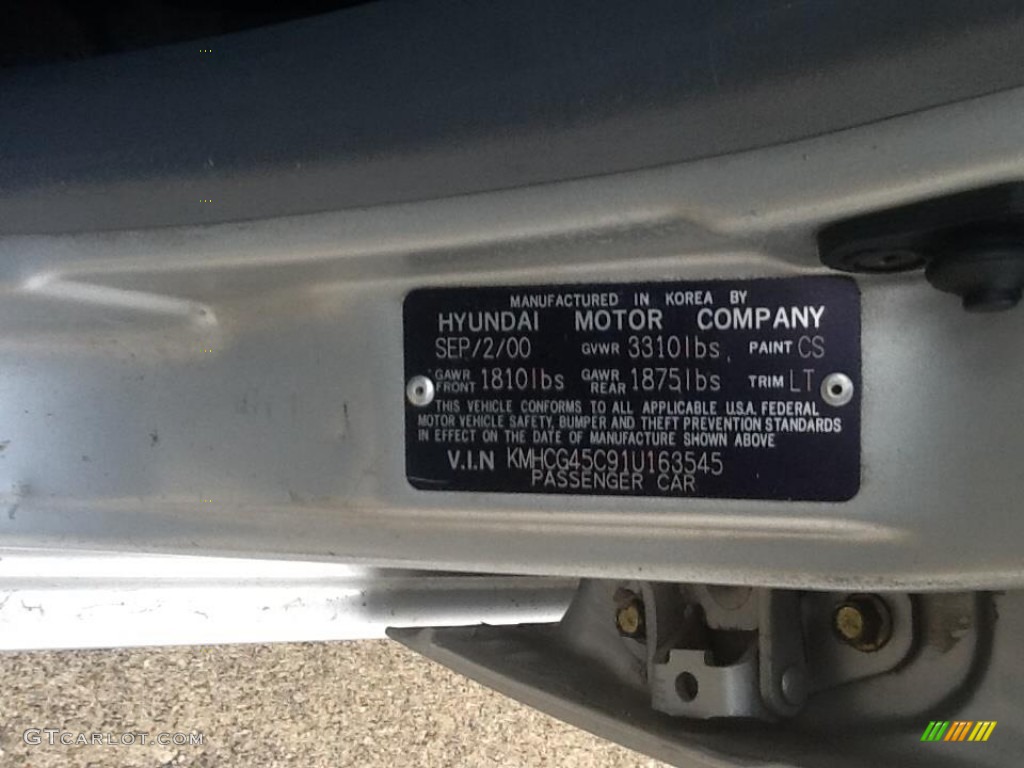 MANUFACTURED IN KOREA BY
HYUNDAI MOTOR COMPANY
SEP/2/00 GVWR 3310lbs PAINT CS
GAWR FRONT 1810lbs GAWR REAR 1875lbs TRIM LT
THIS VEHICLE CONFORMS TO ALL APPLICABLE U.S.A. FEDERAL
MOTOR VEHICLE SAFETY, BUMPER AND THEFT PREVENTION STANDARDS
IN EFFECT ON THE DATE OF MANUFACTURE SHOWN ABOVE
V.I.N KMHCG45C91U163545
PASSENGER CAR
GTCARLOT.COM